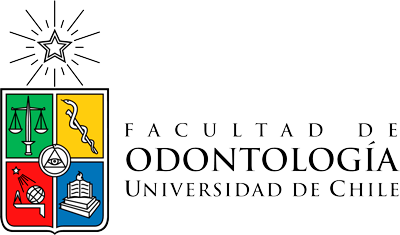 FACULTAD DE
ODONTOLOGÍA
UNIVERSIDAD DE CHILE